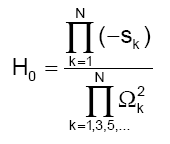 H₀ = ∏_{k=1}^{N} (-s_k) / ∏_{k=1,3,5,...}^{N} Ω_k^2